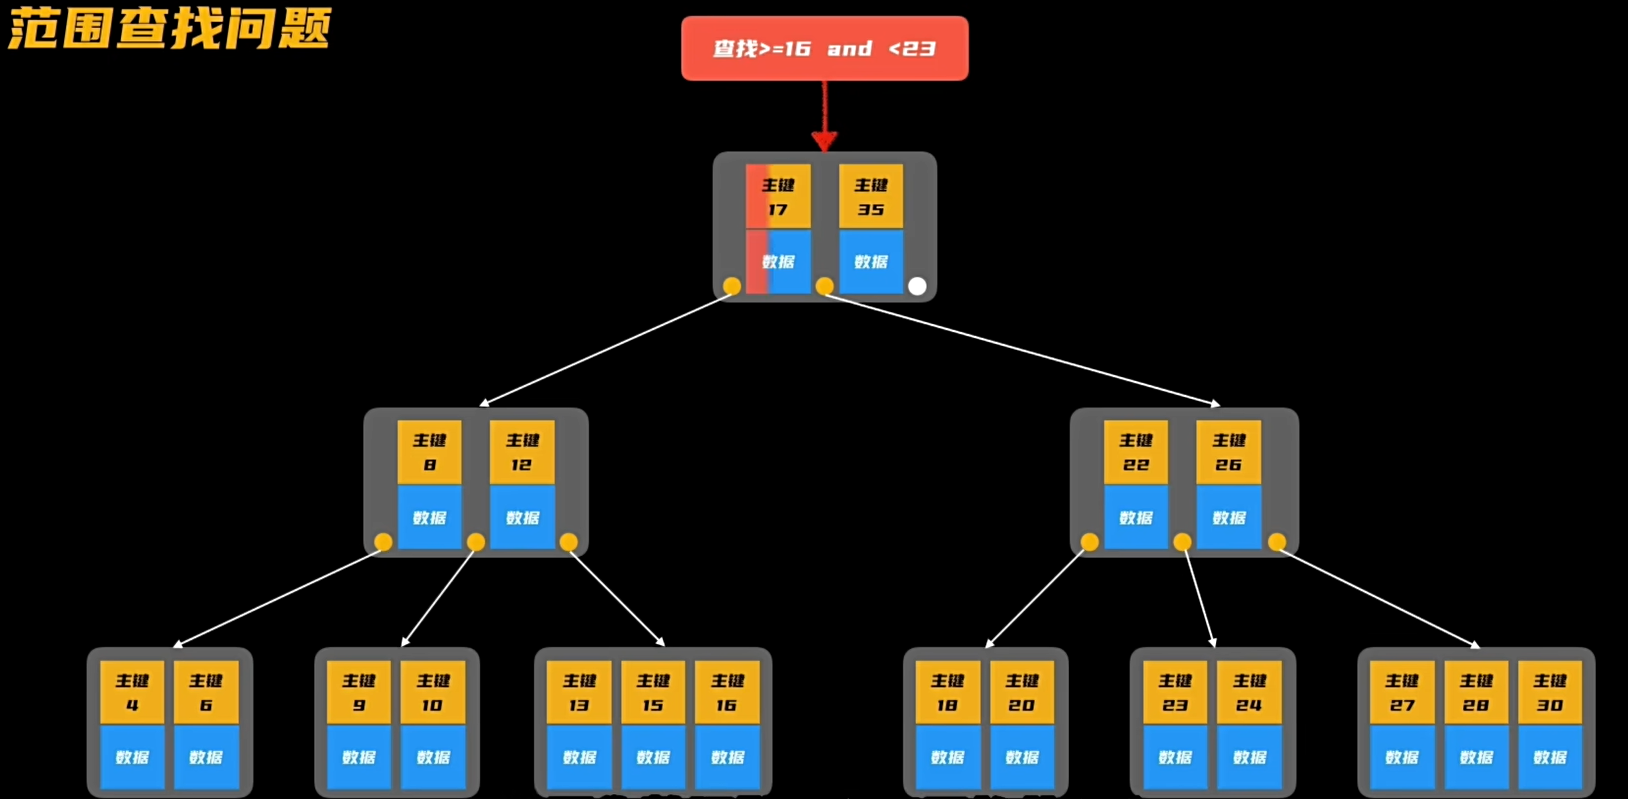 范围查找问题
查找>=16 and <23
主键
17
数据
主键
35
数据
主键
8
数据
主键
12
数据
主键
22
数据
主键
26
数据
主键
4
数据
主键
6
数据
主键
9
数据
主键
10
数据
主键
13
数据
主键
15
数据
主键
16
数据
主键
18
数据
主键
20
数据
主键
23
数据
主键
24
数据
主键
27
数据
主键
28
数据
主键
30
数据